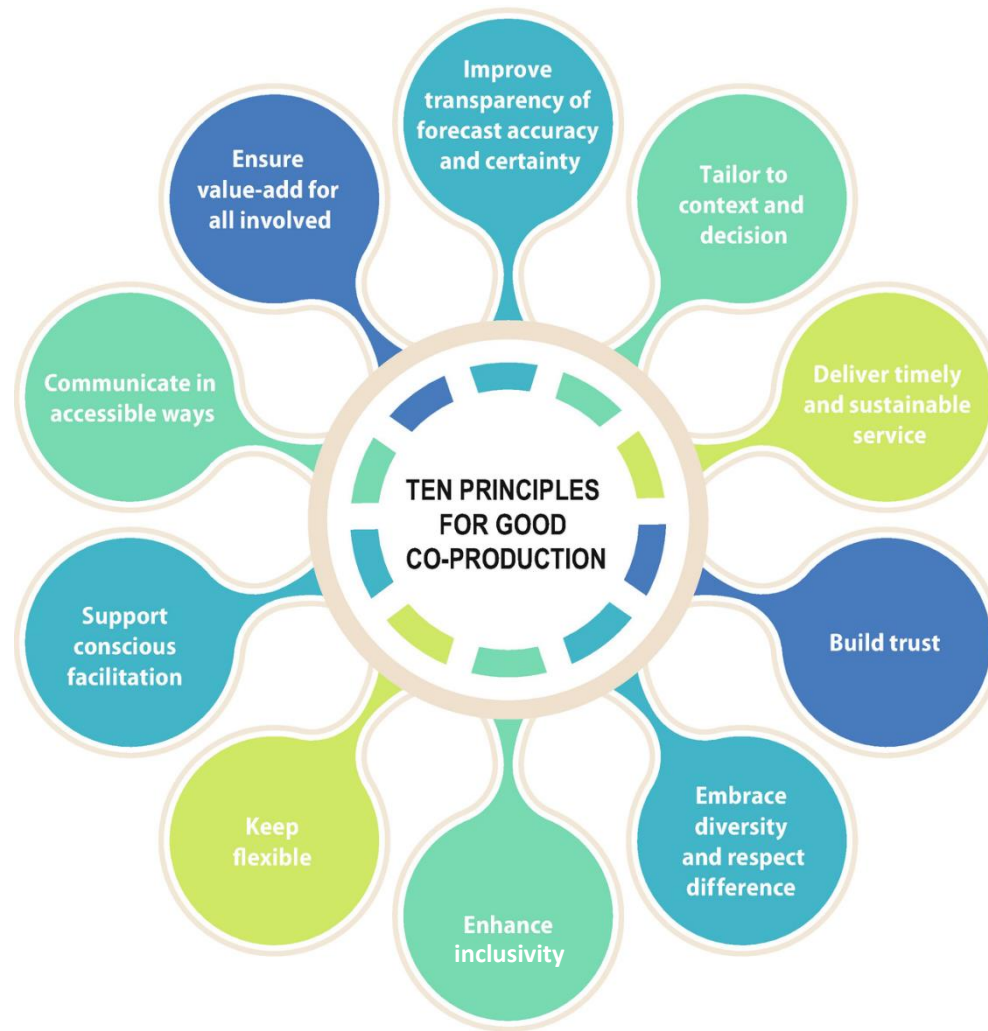 Improve
transparency of
forecast accuracy
and certainty
Tailor to
context and
decision
Deliver timely
and sustainable
service
Build trust
Embrace
diversity
and respect
difference
Enhance
inclusivity
Keep
flexible
Support
conscious
facilitation
Communicate in
accessible ways
Ensure
value-add for
all involved
TEN PRINCIPLES
FOR GOOD
CO-PRODUCTION